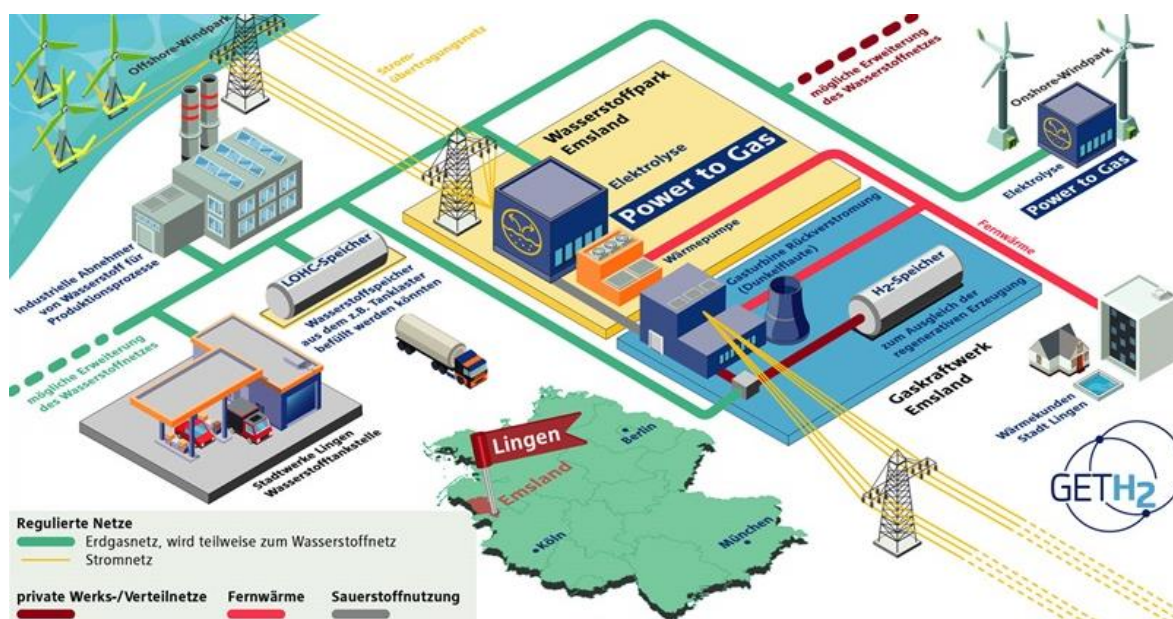 Offshore-Windpark
Strom-
übertragungsnetz
mögliche Erweiterung
des Wasserstoffnetzes
Onshore-Windpark
Elektrolyse
Power to Gas
Wasserstoffpark
Emsland
Elektrolyse
Power to Gas
Wärmepumpe
Gasturbine Rückverstromung
(Dunkelflaute)
Fernwärme
H2-Speicher
zum Ausgleich der
regenerativen Erzeugung
Gaskraftwerk
Emsland
Wärmekunden
Stadt Lingen
Industrielle Abnehmer
von Wasserstoff für
Produktionsprozesse
LOHC-Speicher
Wasserstoffspeicher
aus dem z.B. Tanklaster
befüllt werden könnten
mögliche Erweiterung
des Wasserstoffnetzes
Stadtwerke Lingen
Wasserstofftankstelle
Lingen
Emsland
Berlin
Köln
München
GETH2
Regulierte Netze
Erdgasnetz, wird teilweise zum Wasserstoffnetz
Stromnetz
private Werks-/Verteilnetze
Fernwärme
Sauerstoffnutzung